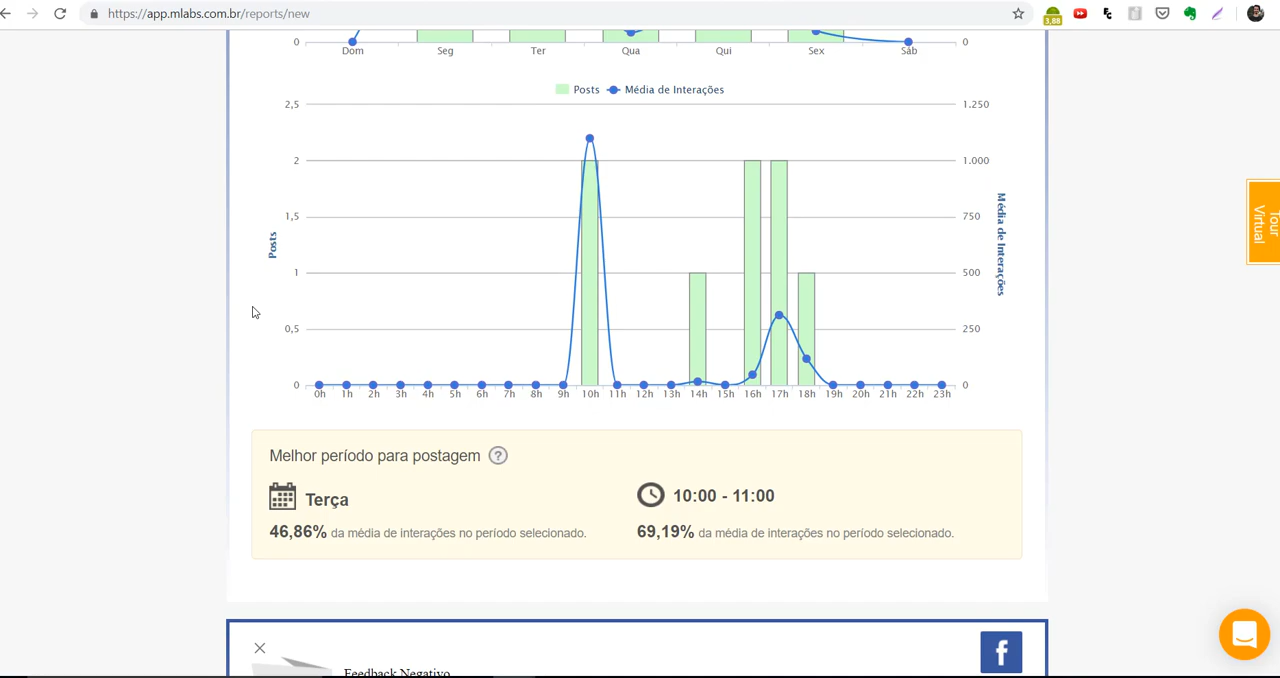 https://app.mlabs.com.br/reports/new
3,88
0 0
Dom Seg Ter Qua Qui Sex Sáb
Posts Média de Interações
2,5 1.250
2 1.000
1,5 750
1 500
0,5 250
0 0
Posts
Média de Interações
0h 1h 2h 3h 4h 5h 6h 7h 8h 9h 10h 11h 12h 13h 14h 15h 16h 17h 18h 19h 20h 21h 22h 23h
Tour
Virtual
Melhor período para postagem ?
Terça
46,86% da média de interações no período selecionado.
10:00 - 11:00
69,19% da média de interações no período selecionado.
Feedback Negativo
f